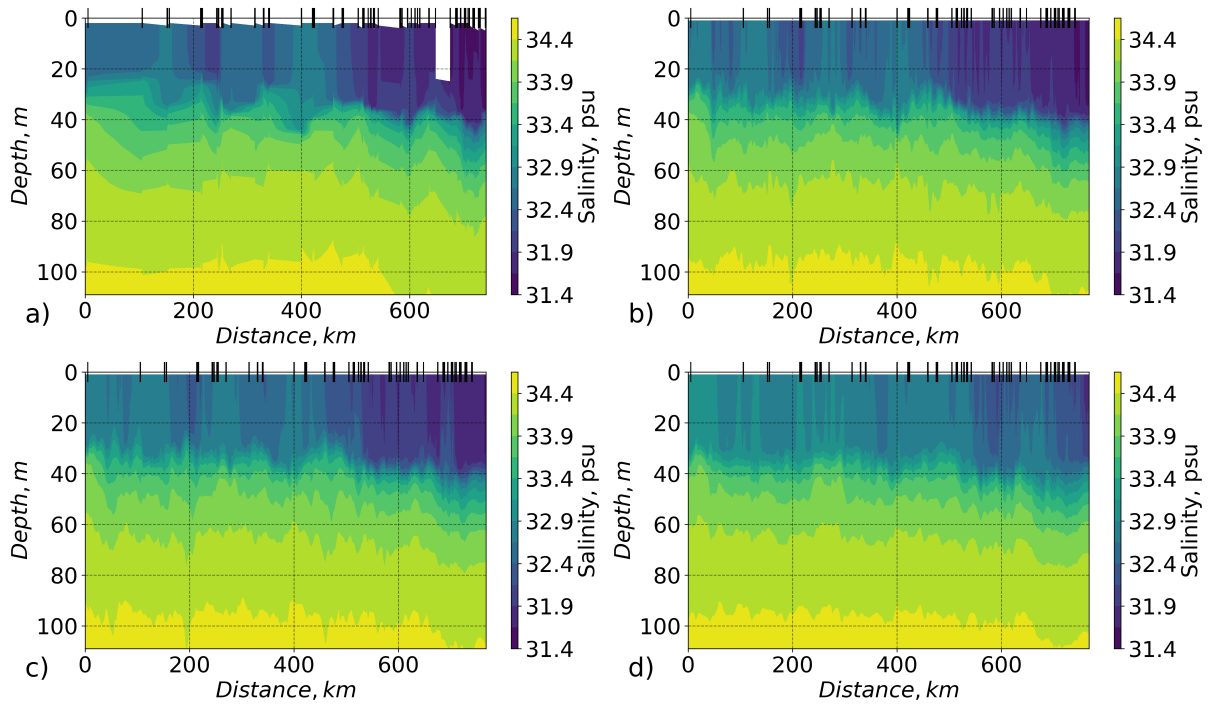 0
20
40
60
80
100
Depth, m
0 200 400 600
Distance, km
a)
34.4
33.9
33.4
32.9
32.4
31.9
31.4
Salinity, psu
0
20
40
60
80
100
Depth, m
0 200 400 600
Distance, km
b)
34.4
33.9
33.4
32.9
32.4
31.9
31.4
Salinity, psu
0
20
40
60
80
100
Depth, m
0 200 400 600
Distance, km
c)
34.4
33.9
33.4
32.9
32.4
31.9
31.4
Salinity, psu
0
20
40
60
80
100
Depth, m
0 200 400 600
Distance, km
d)
34.4
33.9
33.4
32.9
32.4
31.9
31.4
Salinity, psu